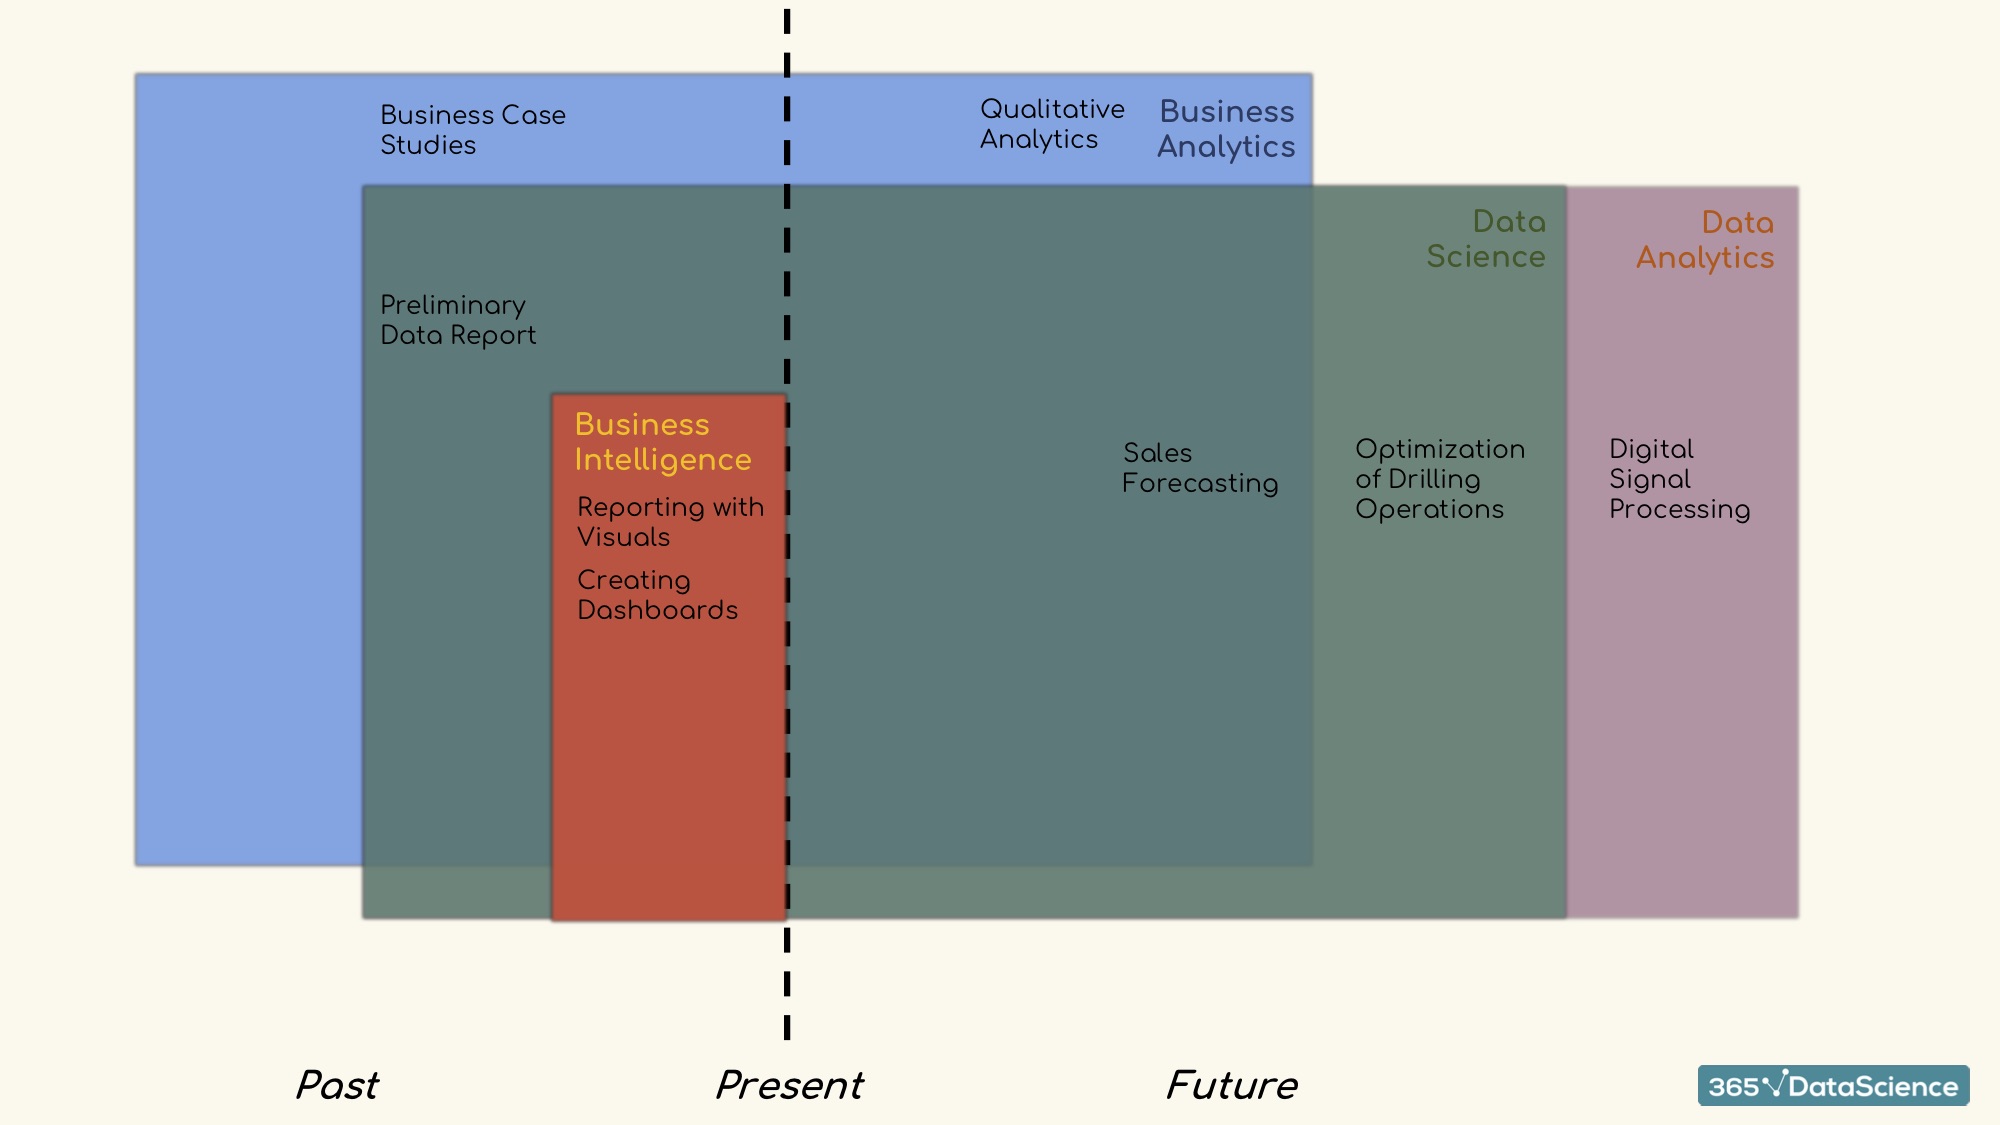 Business Case
Studies
Qualitative
Analytics
Business
Analytics
Data
Science
Data
Analytics
Preliminary
Data Report
Business
Intelligence
Reporting with
Visuals
Creating
Dashboards
Sales
Forecasting
Optimization
of Drilling
Operations
Digital
Signal
Processing
Past
Present
Future
365 DataScience